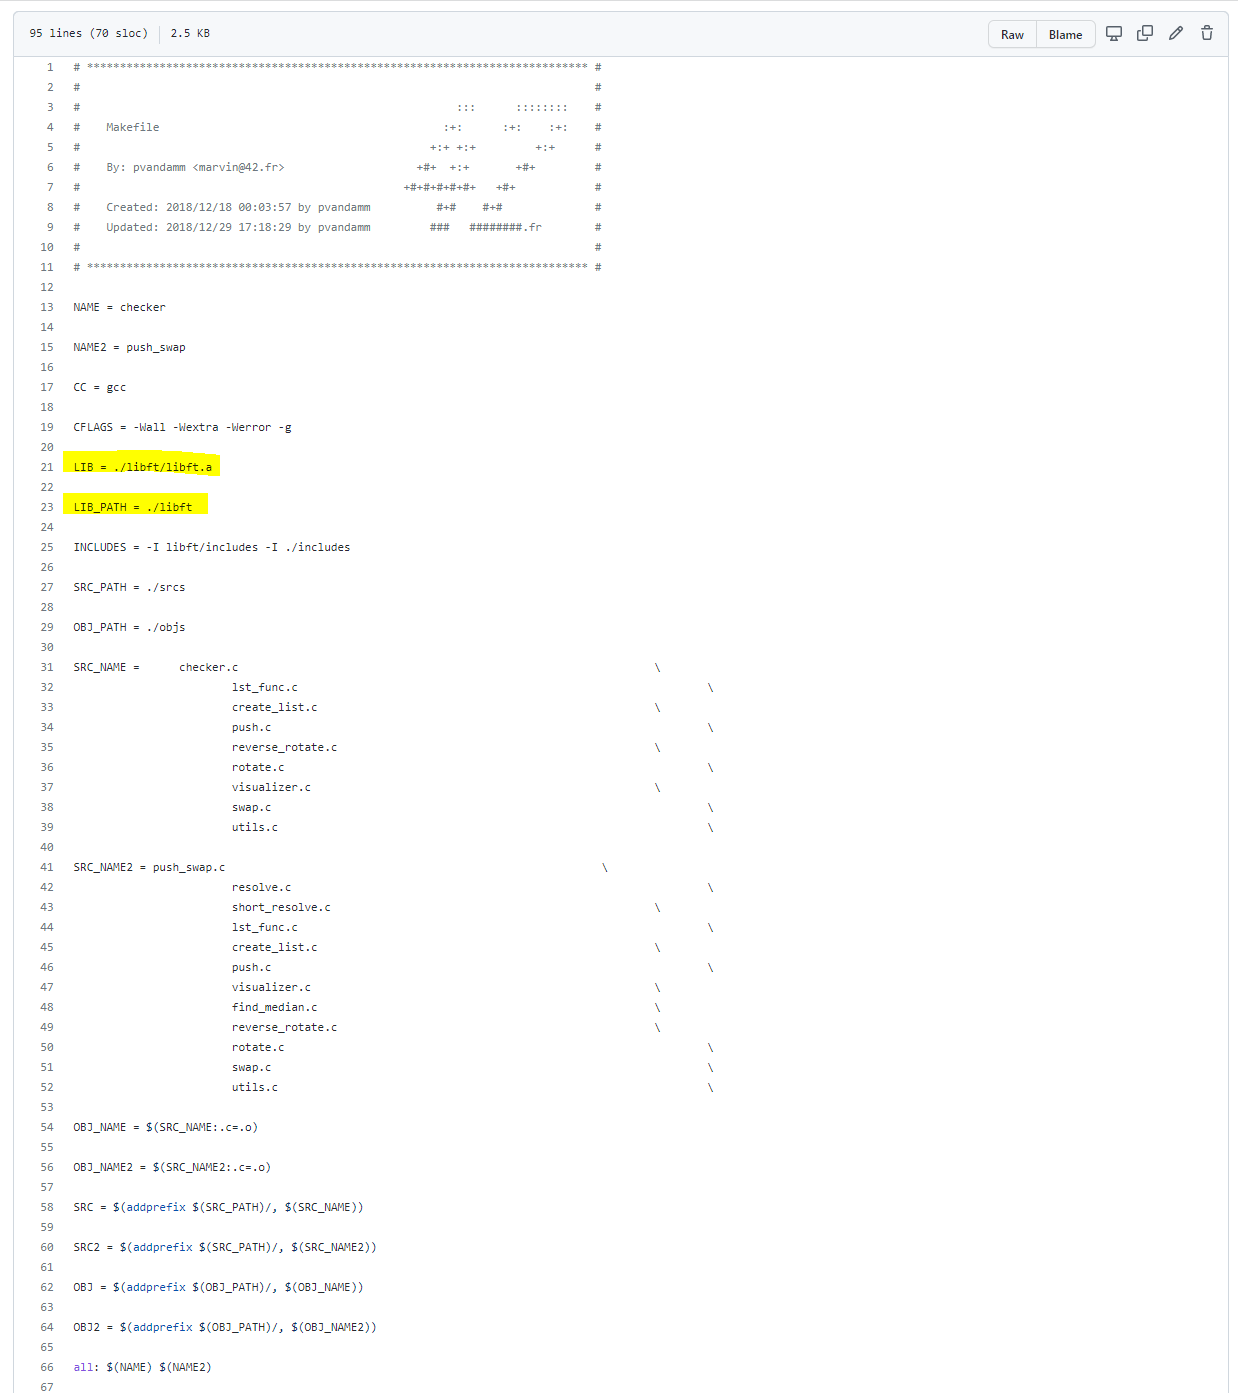 95 lines (70 sloc) 2.5 KB Raw Blame
1 # **************************************************************************** #
2 # #
3 # ::: :::::::: #
4 # Makefile :+: :+: :+: #
5 # +:+ +:+ +:+ #
6 # By: pvandamm <marvin@42.fr> +#+ +:+ +#+ #
7 # +#+#+#+#+#+ +#+ #
8 # Created: 2018/12/18 00:03:57 by pvandamm #+# #+# #
9 # Updated: 2018/12/29 17:18:29 by pvandamm ### ########.fr #
10 # #
11 # **************************************************************************** #
12
13 NAME = checker
14
15 NAME2 = push_swap
16
17 CC = gcc
18
19 CFLAGS = -Wall -Wextra -Werror -g
20
21 LIB = ./libft/libft.a
22
23 LIB_PATH = ./libft
24
25 INCLUDES = -I libft/includes -I ./includes
26
27 SRC_PATH = ./srcs
28
29 OBJ_PATH = ./objs
30
31 SRC_NAME = checker.c \
32 lst_func.c \
33 create_list.c \
34 push.c \
35 reverse_rotate.c \
36 rotate.c \
37 visualizer.c \
38 swap.c \
39 utils.c \
40
41 SRC_NAME2 = push_swap.c \
42 resolve.c \
43 short_resolve.c \
44 lst_func.c \
45 create_list.c \
46 push.c \
47 visualizer.c \
48 find_median.c \
49 reverse_rotate.c \
50 rotate.c \
51 swap.c \
52 utils.c \
53
54 OBJ_NAME = $(SRC_NAME:.c=.o)
55
56 OBJ_NAME2 = $(SRC_NAME2:.c=.o)
57
58 SRC = $(addprefix $(SRC_PATH)/, $(SRC_NAME))
59
60 SRC2 = $(addprefix $(SRC_PATH)/, $(SRC_NAME2))
61
62 OBJ = $(addprefix $(OBJ_PATH)/, $(OBJ_NAME))
63
64 OBJ2 = $(addprefix $(OBJ_PATH)/, $(OBJ_NAME2))
65
66 all: $(NAME) $(NAME2)
67